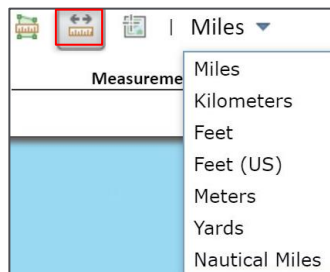 | Miles
Measureme
Miles
Kilometers
Feet
Feet (US)
Meters
Yards
Nautical Miles